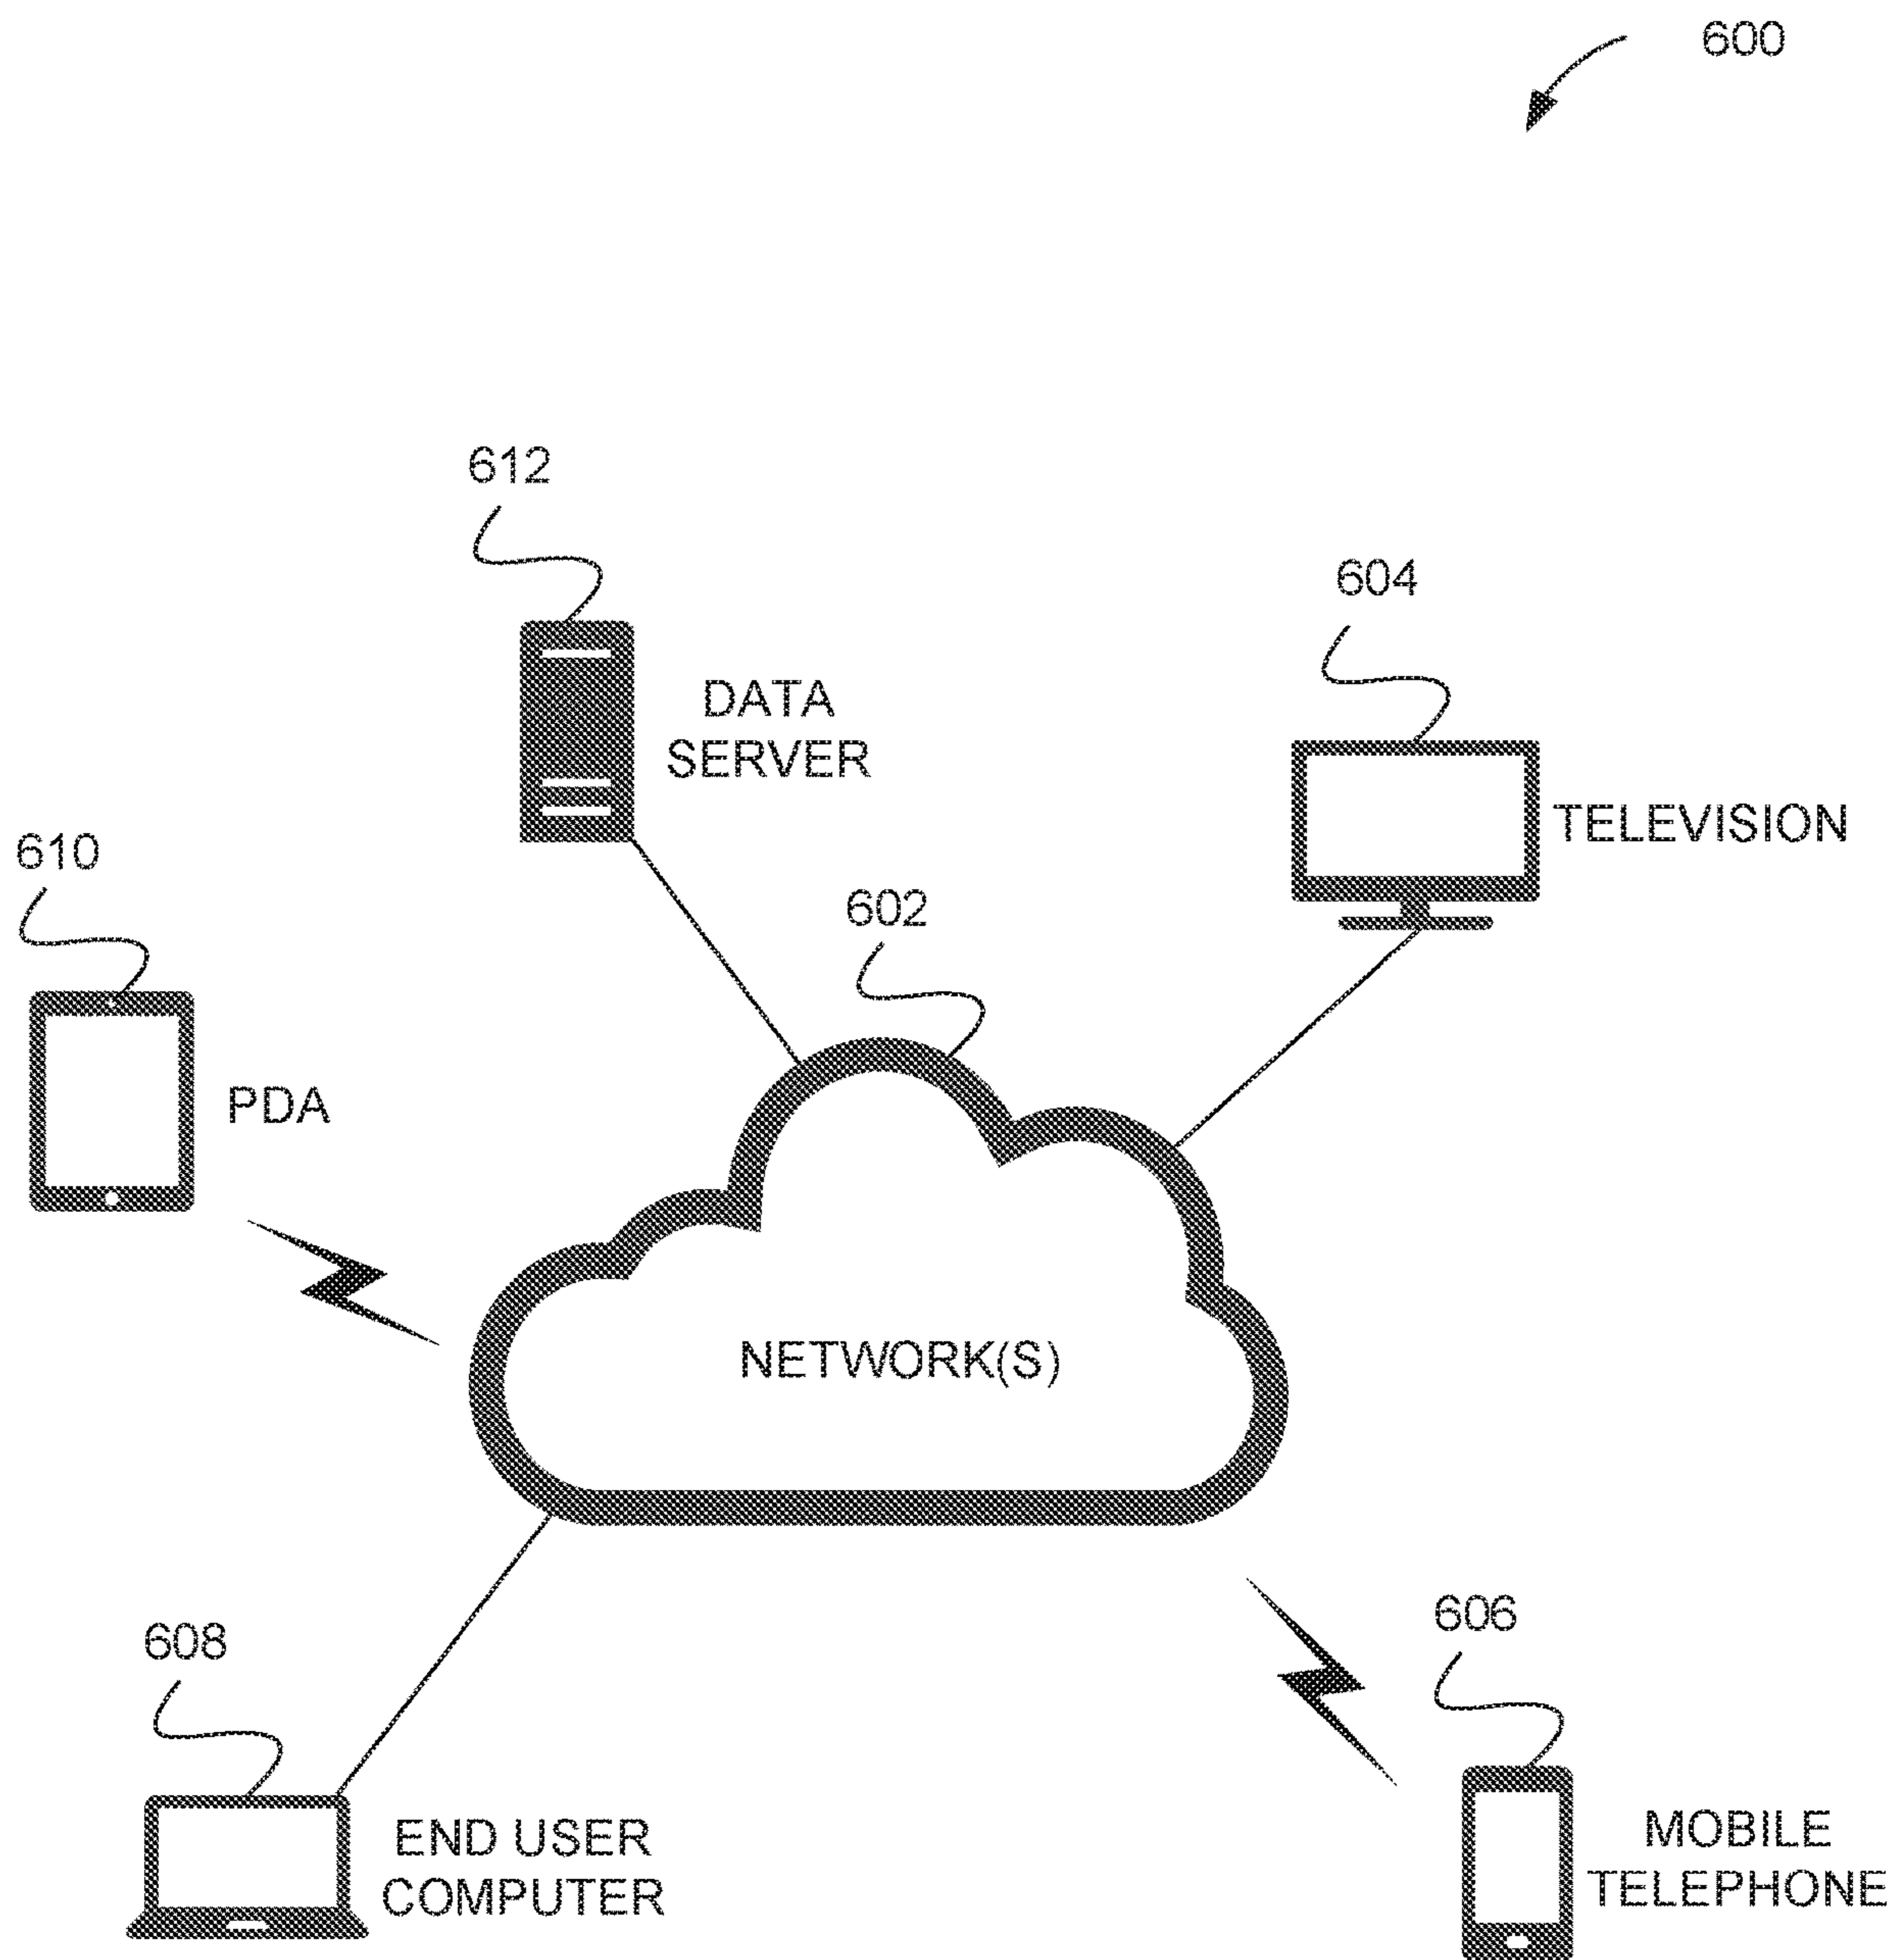 600
612
604
DATA
SERVER
TELEVISION
610
602
PDA
NETWORK(S)
608
606
END USER
COMPUTER
MOBILE
TELEPHONE